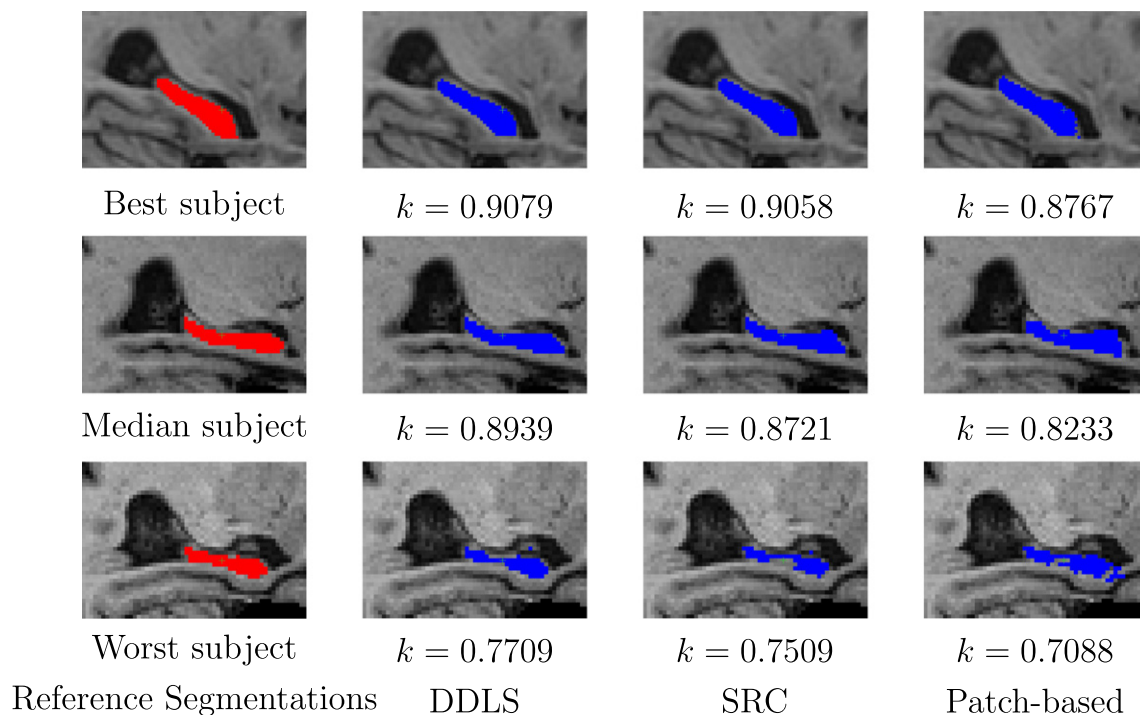 Best subject k = 0.9079 k = 0.9058 k = 0.8767
Median subject k = 0.8939 k = 0.8721 k = 0.8233
Worst subject k = 0.7709 k = 0.7509 k = 0.7088
Reference Segmentations DDLS SRC Patch-based